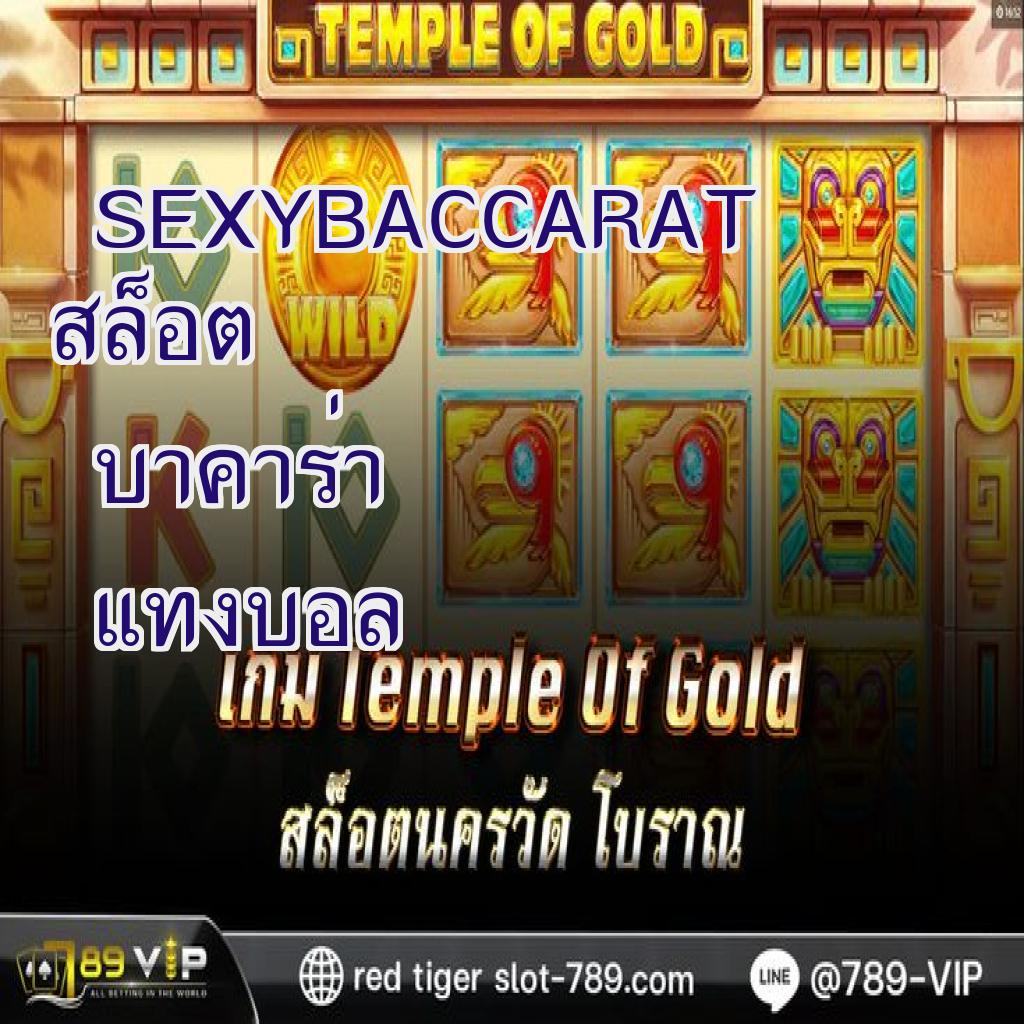 TEMPLE OF GOLD
SEXYBACCARAT
WILD
สล็อต
K
บาคาร่า
แทงบอล
เกม Temple Of Gold
สล็อตนครวัด โบราณ
789 VIP
ALL BETTING IN THE WORLD
red tiger slot-789.com
LINE @789-VIP